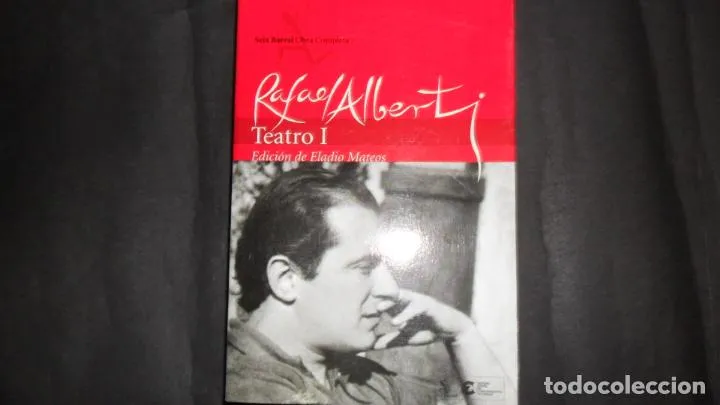 Seix Barral Obra Completa
Rafael Alberti
Teatro I
Edición de Eladio Mateos
todocoleccion